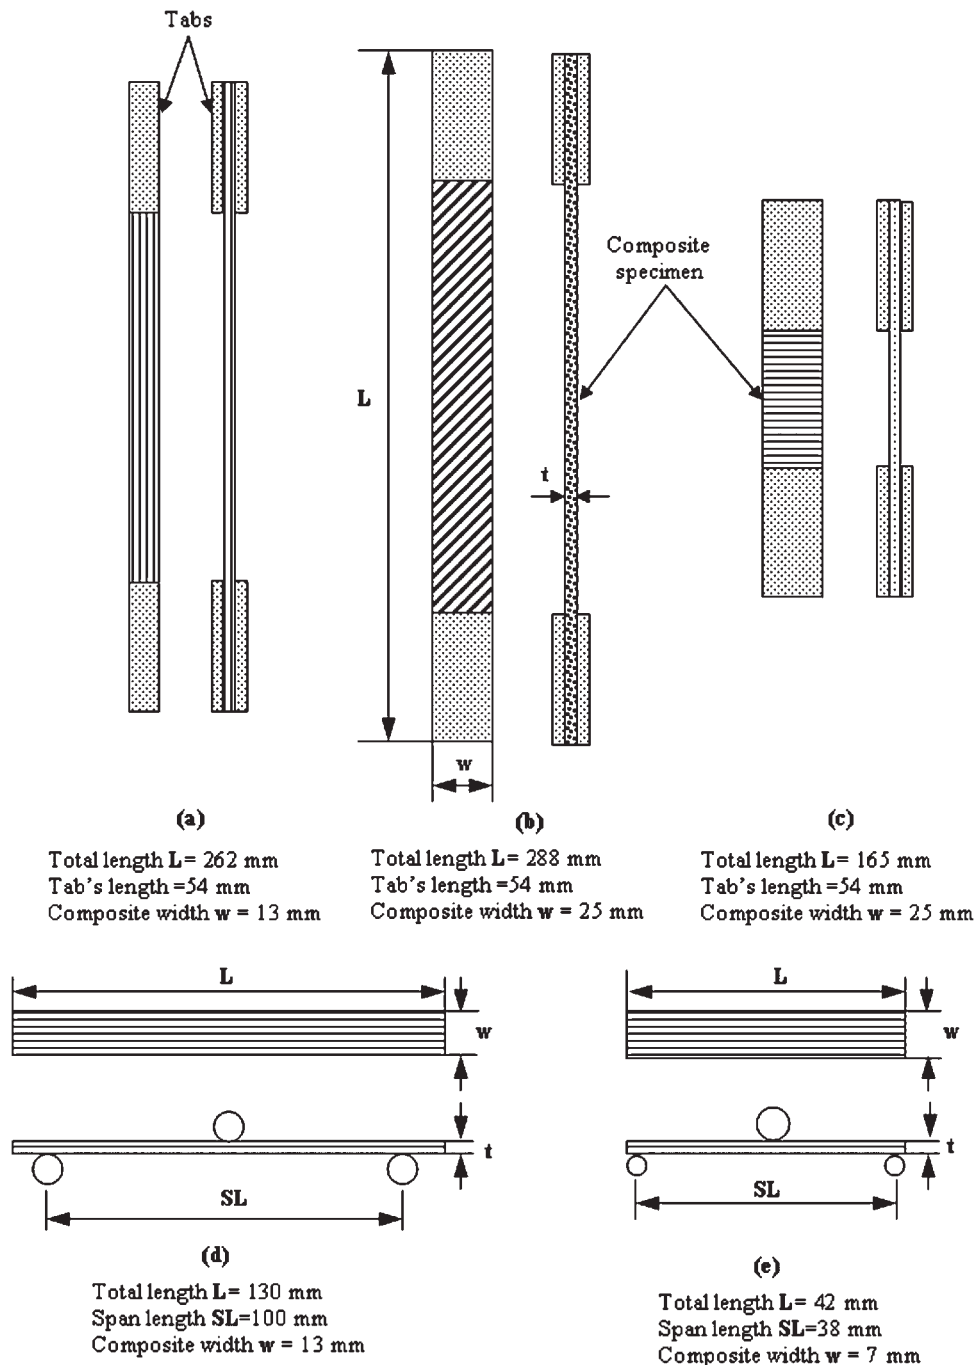 Tabs
Composite
specimen
L
t
w
(a)
(b)
(c)
Total length L= 262 mm
Tab's length =54 mm
Composite width w = 13 mm
Total length L= 288 mm
Tab's length =54 mm
Composite width w = 25 mm
Total length L= 165 mm
Tab's length =54 mm
Composite width w = 25 mm
L
w
t
SL
(d)
Total length L= 130 mm
Span length SL=100 mm
Composite width w = 13 mm
L
w
t
SL
(e)
Total length L= 42 mm
Span length SL=38 mm
Composite width w = 7 mm